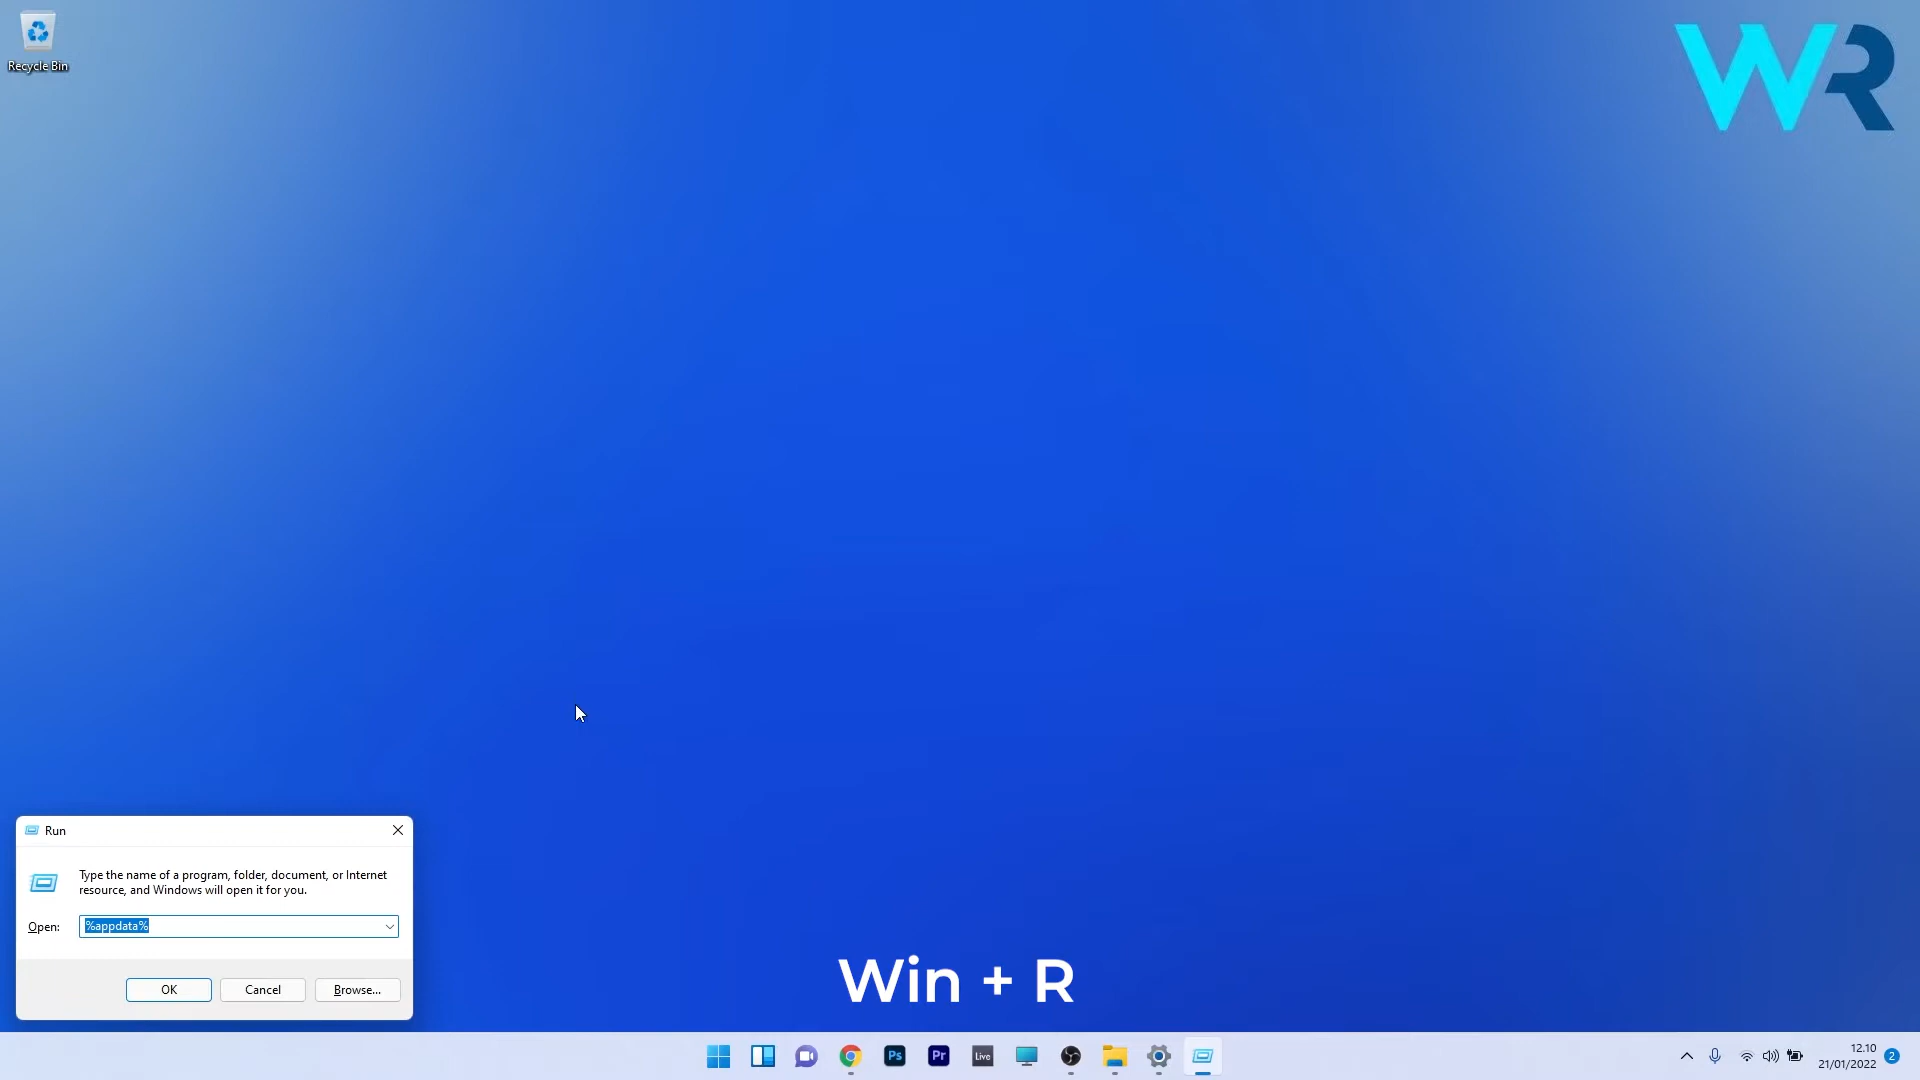 Recycle Bin
WR
Run
Type the name of a program, folder, document, or Internet
resource, and Windows will open it for you.
Open:
%appdata%
OK
Cancel
Browse...
Win + R
Ps
Pr
Live
12.10
21/01/2022
2